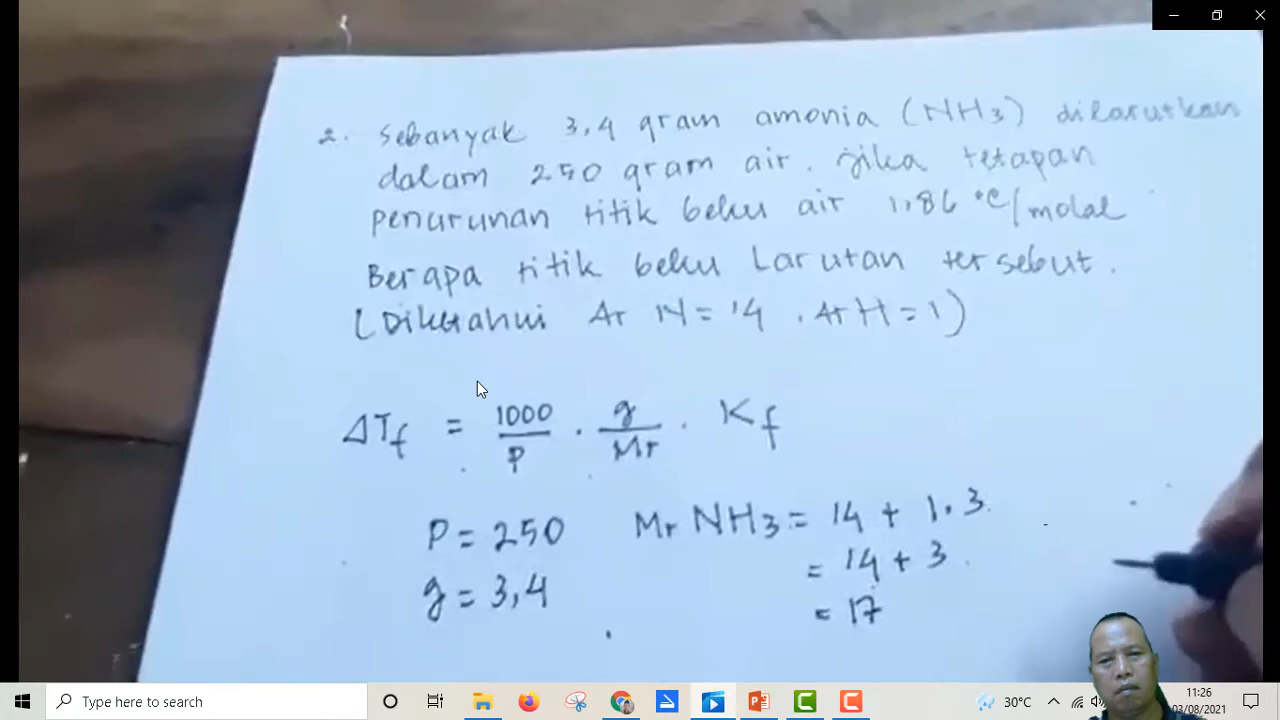 2. Sebanyak 3,4 gram amonia (NH3) dilarutkan
dalam 250 gram air. Jika tetapan
penurunan titik beku air 1,86 °C/molal
Berapa titik beku Larutan tersebut.
(Diketahui Ar N = 14 , Ar H = 1)
ΔTf = 1000/P . g/Mr . Kf
P = 250 Mr NH3 = 14 + 1.3
= 14 + 3
g = 3,4
= 17
Type here to search
30°C
11:26
03/08/2021